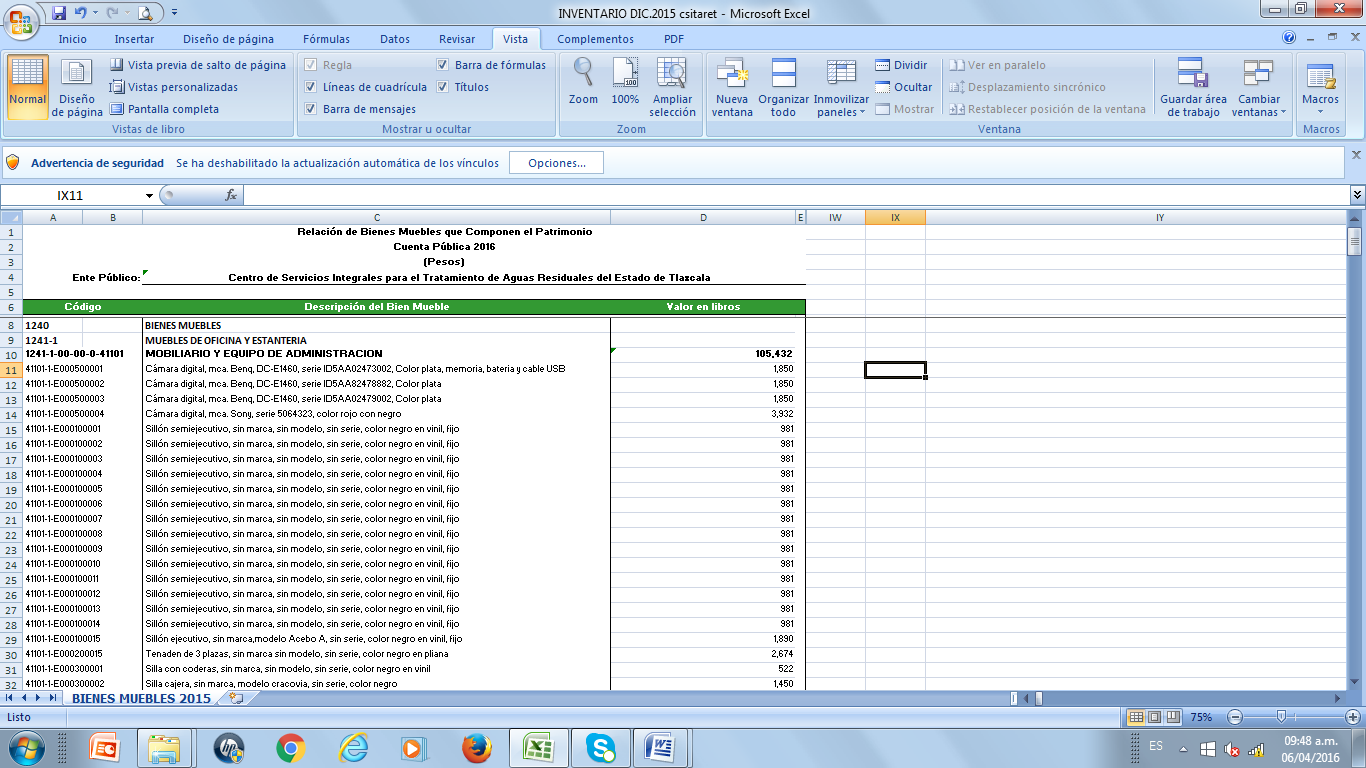 INVENTARIO DIC.2015 csitaret - Microsoft Excel
Inicio Insertar Diseño de página Fórmulas Datos Revisar Vista Complementos PDF
Normal
Diseño de página
Vista previa de salto de página
Vistas personalizadas
Pantalla completa
Vistas de libro
Regla
Barra de fórmulas
Líneas de cuadrícula
Títulos
Barra de mensajes
Mostrar u ocultar
Zoom
100%
Ampliar selección
Zoom
Nueva ventana
Organizar todo
Inmovilizar paneles
Dividir
Ocultar
Mostrar
Ver en paralelo
Desplazamiento sincrónico
Restablecer posición de la ventana
Guardar área de trabajo
Cambiar ventanas
Ventana
Macros
Macros
Advertencia de seguridad Se ha deshabilitado la actualización automática de los vínculos Opciones...
IX11 fx
A B C D E IW IX IY
1 Relación de Bienes Muebles que Componen el Patrimonio
2 Cuenta Pública 2016
3 (Pesos)
4 Ente Público: Centro de Servicios Integrales para el Tratamiento de Aguas Residuales del Estado de Tlaxcala
5
6 Código Descripción del Bien Mueble Valor en libros
8 1240 BIENES MUEBLES
9 1241-1 MUEBLES DE OFICINA Y ESTANTERIA
10 1241-1-00-00-0-41101 MOBILIARIO Y EQUIPO DE ADMINISTRACION 105,432
11 41101-1-E000500001 Cámara digital, mca. Benq, DC-E1460, serie ID5AA02473002, Color plata, memoria, bateria y cable USB 1,850
12 41101-1-E000500002 Cámara digital, mca. Benq, DC-E1460, serie ID5AA82478882, Color plata 1,850
13 41101-1-E000500003 Cámara digital, mca. Benq, DC-E1460, serie ID5AA02479002, Color plata 1,850
14 41101-1-E000500004 Cámara digital, mca. Sony, serie 5064323, color rojo con negro 3,932
15 41101-1-E000100001 Sillón semiejecutivo, sin marca, sin modelo, sin serie, color negro en vinil, fijo 981
16 41101-1-E000100002 Sillón semiejecutivo, sin marca, sin modelo, sin serie, color negro en vinil, fijo 981
17 41101-1-E000100003 Sillón semiejecutivo, sin marca, sin modelo, sin serie, color negro en vinil, fijo 981
18 41101-1-E000100004 Sillón semiejecutivo, sin marca, sin modelo, sin serie, color negro en vinil, fijo 981
19 41101-1-E000100005 Sillón semiejecutivo, sin marca, sin modelo, sin serie, color negro en vinil, fijo 981
20 41101-1-E000100006 Sillón semiejecutivo, sin marca, sin modelo, sin serie, color negro en vinil, fijo 981
21 41101-1-E000100007 Sillón semiejecutivo, sin marca, sin modelo, sin serie, color negro en vinil, fijo 981
22 41101-1-E000100008 Sillón semiejecutivo, sin marca, sin modelo, sin serie, color negro en vinil, fijo 981
23 41101-1-E000100009 Sillón semiejecutivo, sin marca, sin modelo, sin serie, color negro en vinil, fijo 981
24 41101-1-E000100010 Sillón semiejecutivo, sin marca, sin modelo, sin serie, color negro en vinil, fijo 981
25 41101-1-E000100011 Sillón semiejecutivo, sin marca, sin modelo, sin serie, color negro en vinil, fijo 981
26 41101-1-E000100012 Sillón semiejecutivo, sin marca, sin modelo, sin serie, color negro en vinil, fijo 981
27 41101-1-E000100013 Sillón semiejecutivo, sin marca, sin modelo, sin serie, color negro en vinil, fijo 981
28 41101-1-E000100014 Sillón semiejecutivo, sin marca, sin modelo, sin serie, color negro en vinil, fijo 981
29 41101-1-E000100015 Sillón ejecutivo, sin marca,modelo Acebo A, sin serie, color negro en vinil, fijo 1,890
30 41101-1-E000200015 Tenaden de 3 plazas, sin marca sin modelo, sin serie, color negro en pliana 2,674
31 41101-1-E000300001 Silla con coderas, sin marca, sin modelo, sin serie, color negro en vinil 522
32 41101-1-E000300002 Silla cajera, sin marca, modelo cracovia, sin serie, color negro 1,450
BIENES MUEBLES 2015
Listo 75%
ES 09:48 a.m.
06/04/2016